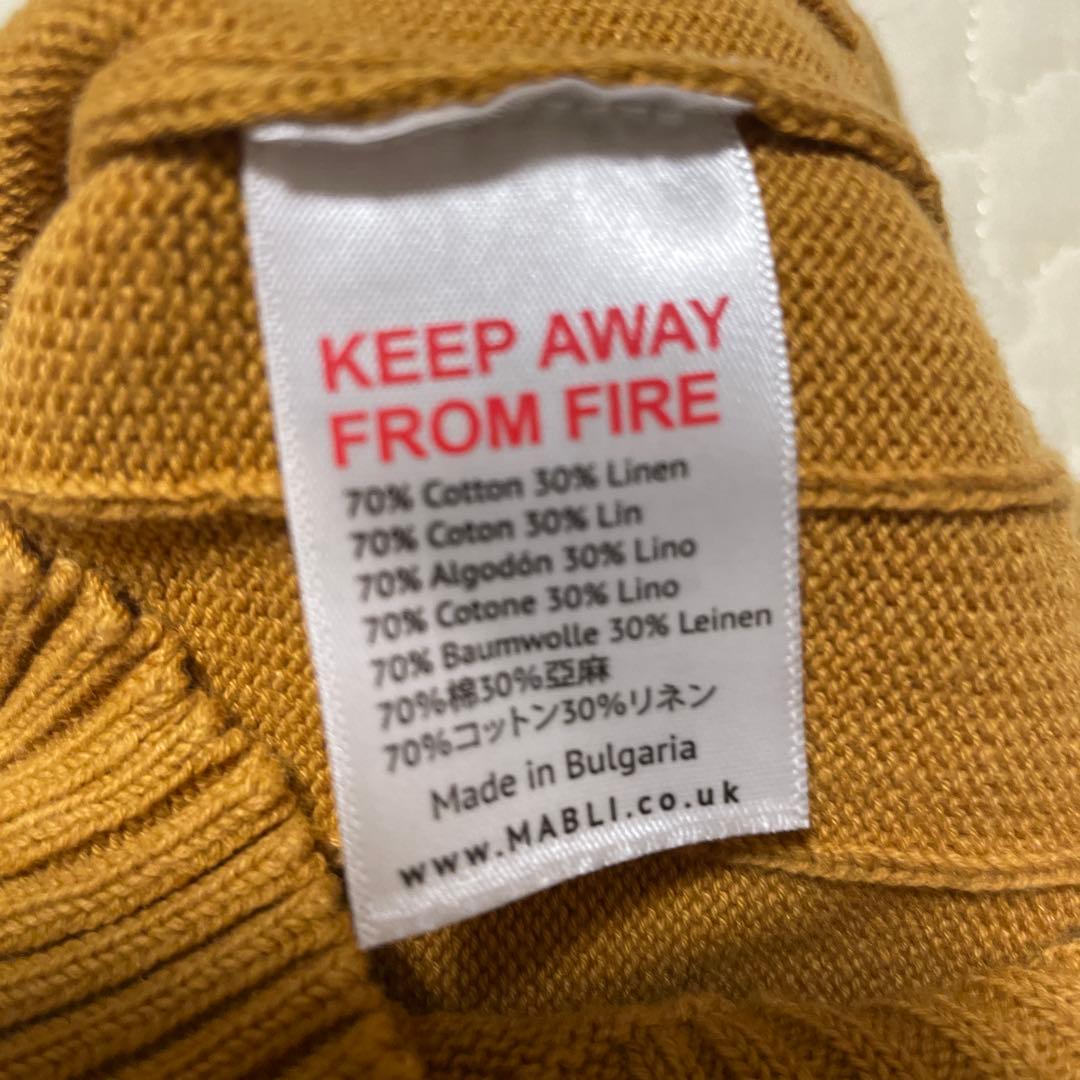 KEEP AWAY
FROM FIRE
70% Cotton 30% Linen
70% Coton 30% Lin
70% Algodón 30% Lino
70% Cotone 30% Lino
70% Baumwolle 30% Leinen
70%棉30%亞麻
70%コットン30%リネン
Made in Bulgaria
www.MABLI.co.uk